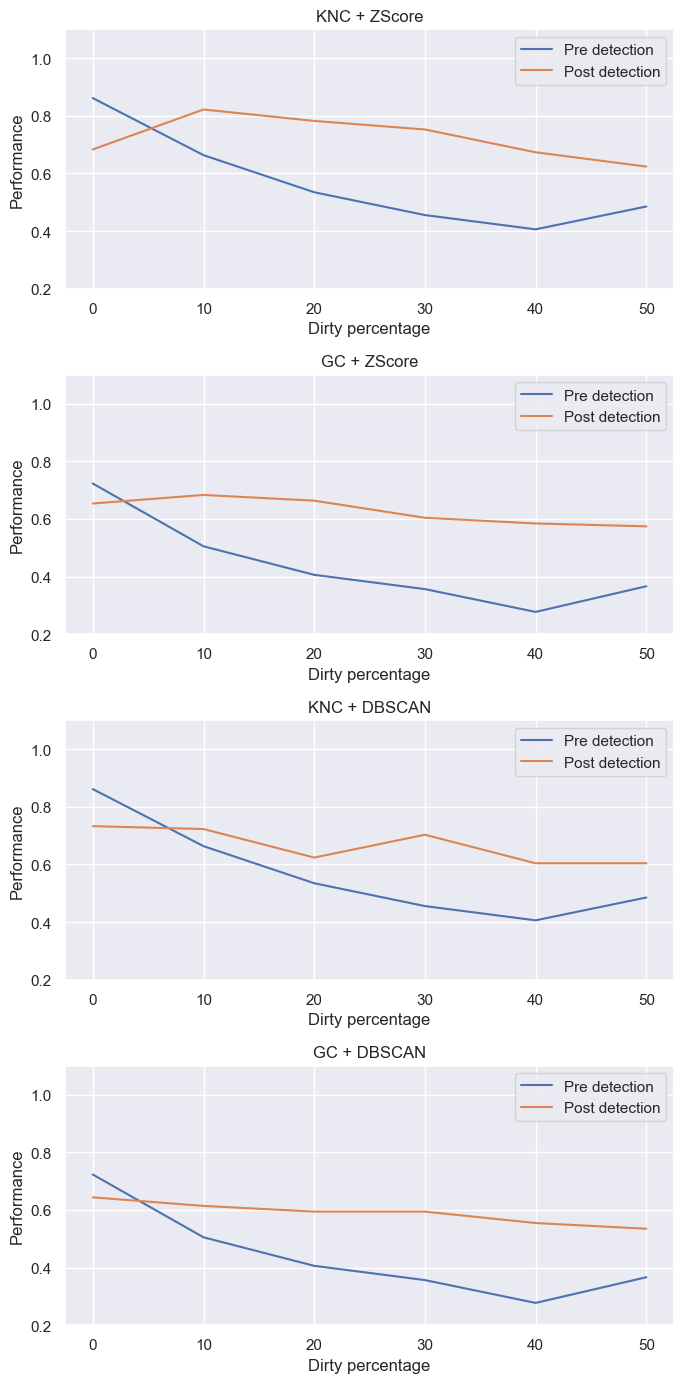 KNC + ZScore
1.0
0.8
0.6
0.4
0.2
Performance
Pre detection
Post detection
0 10 20 30 40 50
Dirty percentage
GC + ZScore
1.0
0.8
0.6
0.4
0.2
Performance
Pre detection
Post detection
0 10 20 30 40 50
Dirty percentage
KNC + DBSCAN
1.0
0.8
0.6
0.4
0.2
Performance
Pre detection
Post detection
0 10 20 30 40 50
Dirty percentage
GC + DBSCAN
1.0
0.8
0.6
0.4
0.2
Performance
Pre detection
Post detection
0 10 20 30 40 50
Dirty percentage